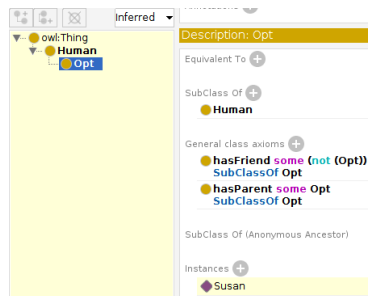 Inferred
owl:Thing
Human
Opt
Description: Opt
Equivalent To
SubClass Of
Human
General class axioms
hasFriend some (not (Opt))
SubClassOf Opt
hasParent some Opt
SubClassOf Opt
SubClass Of (Anonymous Ancestor)
Instances
Susan